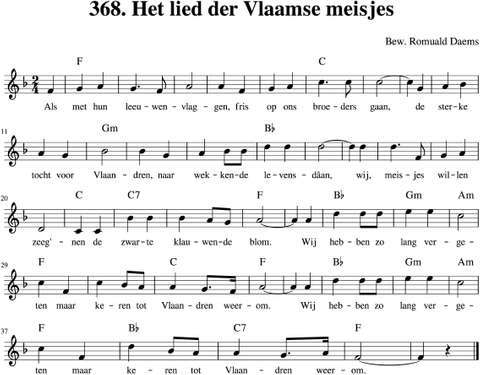 368. Het lied der Vlaamse meisjes
Bew. Romuald Daems
F C
Als met hun leeu-wen-vlag-gen, fris op ons broe-ders gaan, de ster-ke
11 Gm B♭
tocht voor Vlaan-dren, naar wek-ken-de le-vens-dâan, wij, meis-jes wil-len
20 C C7 F B♭ Gm Am
zeeg'-nen de zwar-te klau-wen-de blom. Wij heb-ben zo lang ver-ge-
29 F C F C F B♭ Gm Am
ten maar ke-ren tot Vlaan-dren weer-om. Wij heb-ben zo lang ver-ge-
37 F B♭ C7 F
ten maar ke-ren tot Vlaan-dren weer-om.